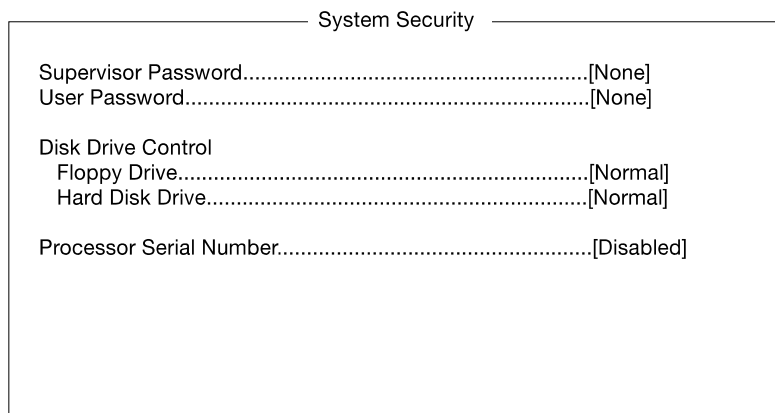 System Security
Supervisor Password..........................................................[None]
User Password....................................................................[None]
Disk Drive Control
Floppy Drive.....................................................................[Normal]
Hard Disk Drive................................................................[Normal]
Processor Serial Number.....................................................[Disabled]